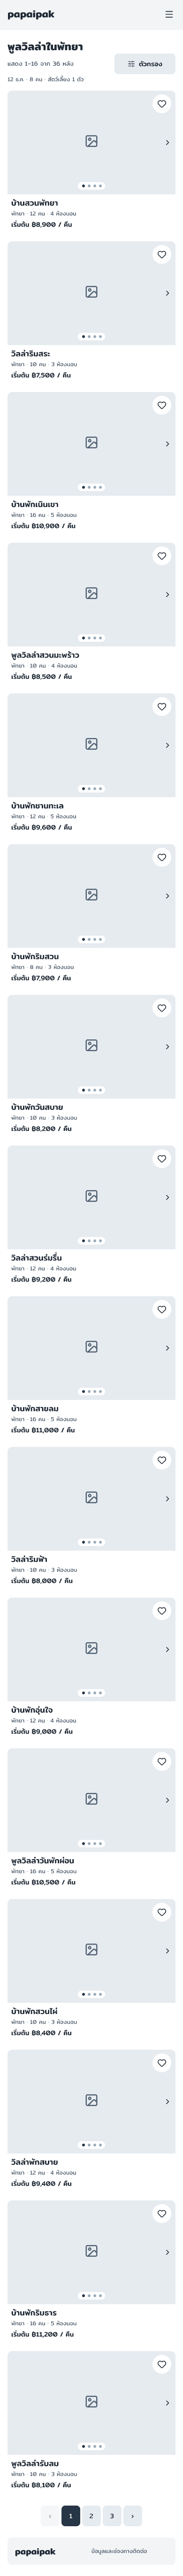 papaipak
พูลวิลล่าในพัทยา
แสดง 1–16 จาก 36 หลัง
ตัวกรอง
12 ธ.ค. · 8 คน · สัตว์เลี้ยง 1 ตัว
บ้านสวนพัทยา
พัทยา · 12 คน · 4 ห้องนอน
เริ่มต้น ฿8,900 / คืน
วิลล่าริมสระ
พัทยา · 10 คน · 3 ห้องนอน
เริ่มต้น ฿7,500 / คืน
บ้านพักเนินเขา
พัทยา · 16 คน · 5 ห้องนอน
เริ่มต้น ฿10,900 / คืน
พูลวิลล่าสวนมะพร้าว
พัทยา · 10 คน · 4 ห้องนอน
เริ่มต้น ฿8,500 / คืน
บ้านพักชานทะเล
พัทยา · 12 คน · 5 ห้องนอน
เริ่มต้น ฿9,600 / คืน
บ้านพักริมสวน
พัทยา · 8 คน · 3 ห้องนอน
เริ่มต้น ฿7,900 / คืน
บ้านพักวันสบาย
พัทยา · 10 คน · 3 ห้องนอน
เริ่มต้น ฿8,200 / คืน
วิลล่าสวนร่มรื่น
พัทยา · 12 คน · 4 ห้องนอน
เริ่มต้น ฿9,200 / คืน
บ้านพักสายลม
พัทยา · 16 คน · 5 ห้องนอน
เริ่มต้น ฿11,000 / คืน
วิลล่าริมฟ้า
พัทยา · 10 คน · 3 ห้องนอน
เริ่มต้น ฿8,000 / คืน
บ้านพักอุ่นใจ
พัทยา · 12 คน · 4 ห้องนอน
เริ่มต้น ฿9,000 / คืน
พูลวิลล่าวันพักผ่อน
พัทยา · 16 คน · 5 ห้องนอน
เริ่มต้น ฿10,500 / คืน
บ้านพักสวนไผ่
พัทยา · 10 คน · 3 ห้องนอน
เริ่มต้น ฿8,400 / คืน
วิลล่าพักสบาย
พัทยา · 12 คน · 4 ห้องนอน
เริ่มต้น ฿9,400 / คืน
บ้านพักริมธาร
พัทยา · 16 คน · 5 ห้องนอน
เริ่มต้น ฿11,200 / คืน
พูลวิลล่ารับลม
พัทยา · 10 คน · 3 ห้องนอน
เริ่มต้น ฿8,100 / คืน
‹ 1 2 3 ›
papaipak ข้อมูลและช่องทางติดต่อ